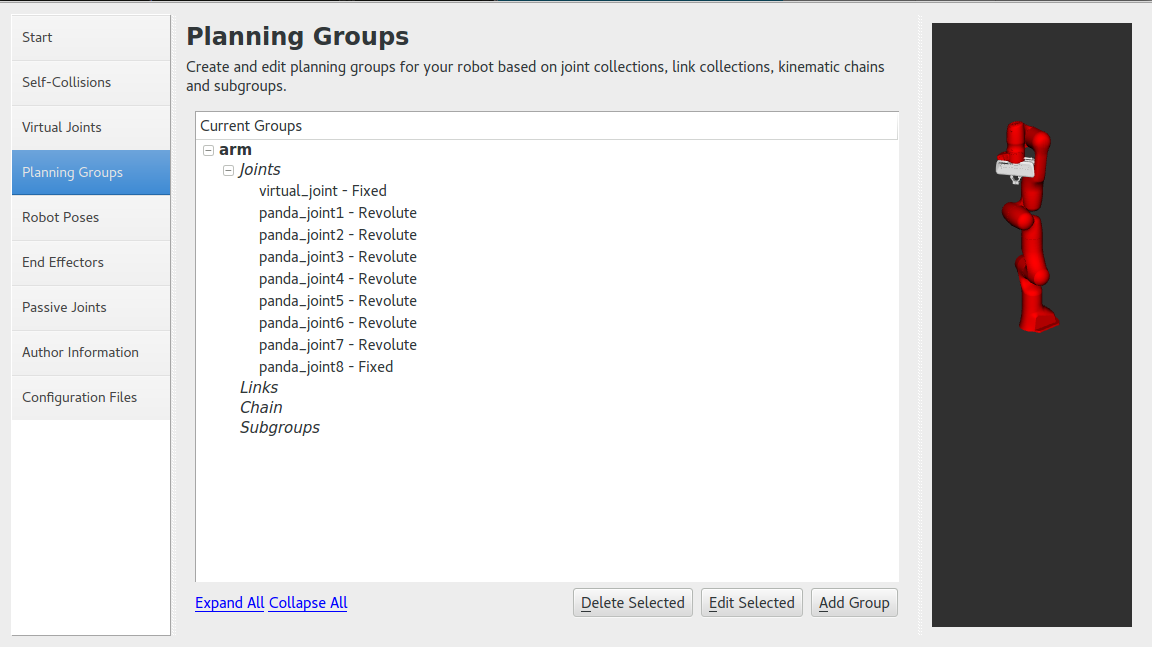 Start
Self-Collisions
Virtual Joints
Planning Groups
Robot Poses
End Effectors
Passive Joints
Author Information
Configuration Files
Planning Groups
Create and edit planning groups for your robot based on joint collections, link collections, kinematic chains
and subgroups.
Current Groups
arm
Joints
virtual_joint - Fixed
panda_joint1 - Revolute
panda_joint2 - Revolute
panda_joint3 - Revolute
panda_joint4 - Revolute
panda_joint5 - Revolute
panda_joint6 - Revolute
panda_joint7 - Revolute
panda_joint8 - Fixed
Links
Chain
Subgroups
Expand All Collapse All Delete Selected Edit Selected Add Group